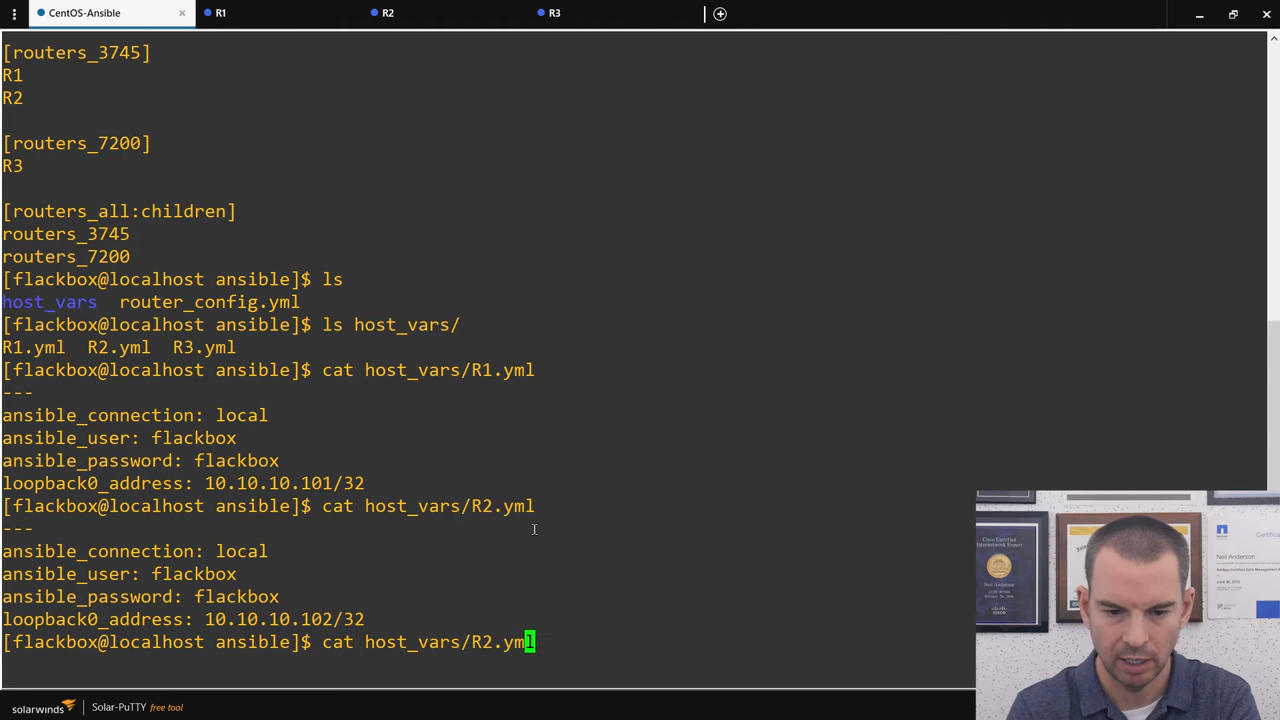 CentOS-Ansible
R1
R2
R3
[routers_3745]
R1
R2
[routers_7200]
R3
[routers_all:children]
routers_3745
routers_7200
[flackbox@localhost ansible]$ ls
host_vars router_config.yml
[flackbox@localhost ansible]$ ls host_vars/
R1.yml R2.yml R3.yml
[flackbox@localhost ansible]$ cat host_vars/R1.yml
---
ansible_connection: local
ansible_user: flackbox
ansible_password: flackbox
loopback0_address: 10.10.10.101/32
[flackbox@localhost ansible]$ cat host_vars/R2.yml
---
ansible_connection: local
ansible_user: flackbox
ansible_password: flackbox
loopback0_address: 10.10.10.102/32
[flackbox@localhost ansible]$ cat host_vars/R2.yml
Neil Anderson
solarwinds Solar-PuTTY free tool